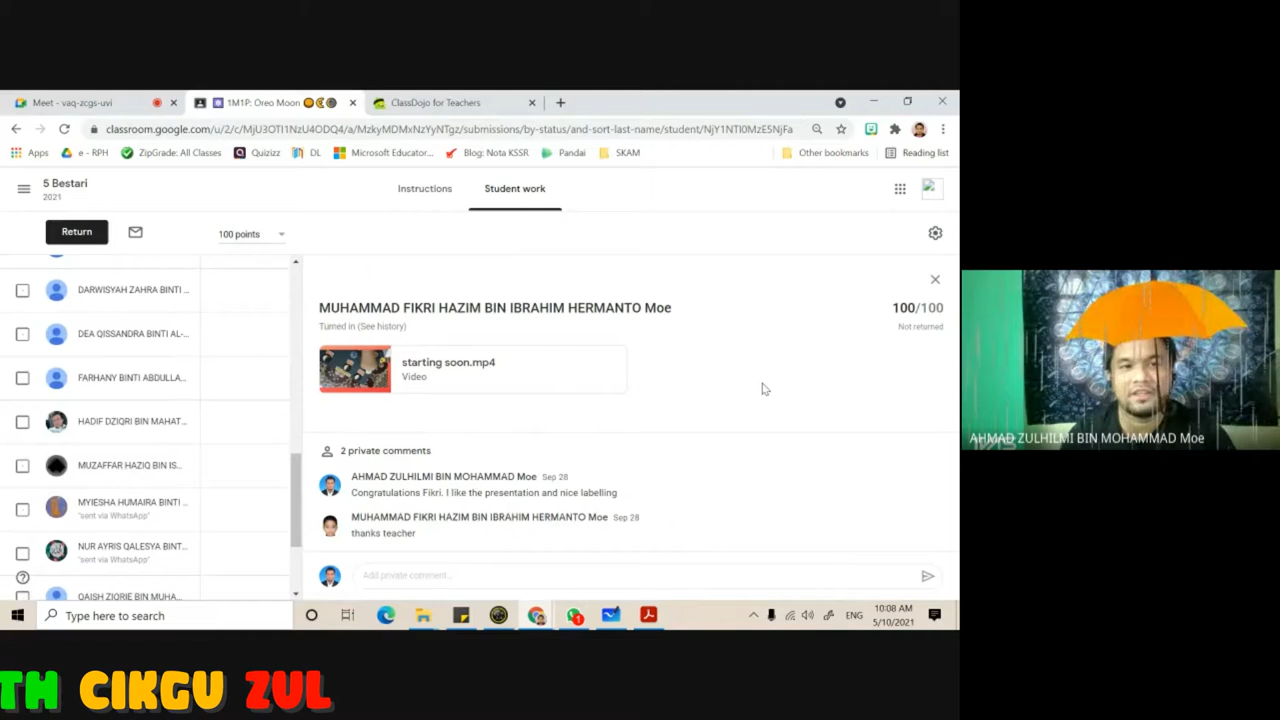 Meet - vaq-zcgs-uvi
1M1P: Oreo Moon
ClassDojo for Teachers
classroom.google.com/u/2/c/MjU3OTI1NzU4ODQ4/a/MzkyMDMxNzYyNTgz/submissions/by-status/and-sort-last-name/student/NjY1NTI0MzE5NjFa
Apps
e - RPH
ZipGrade: All Classes
Quizizz
DL
Microsoft Educator...
Blog: Nota KSSR
Pandai
SKAM
Other bookmarks
Reading list
5 Bestari
2021
Instructions
Student work
Return
100 points
DARWISYAH ZAHRA BINTI ...
DEA QISSANDRA BINTI AL-...
FARHANY BINTI ABDULLA...
HADIF DZIQRI BIN MAHAT...
MUZAFFAR HAZIQ BIN IS...
MYIESHA HUMAIRA BINTI ...
"sent via WhatsApp"
NUR AYRIS QALESYA BINT...
"sent via WhatsApp"
QAISH ZIORIE BIN MUHA...
MUHAMMAD FIKRI HAZIM BIN IBRAHIM HERMANTO Moe
100/100
Turned in (See history)
Not returned
starting soon.mp4
Video
2 private comments
AHMAD ZULHILMI BIN MOHAMMAD Moe Sep 28
Congratulations Fikri. I like the presentation and nice labelling
MUHAMMAD FIKRI HAZIM BIN IBRAHIM HERMANTO Moe Sep 28
thanks teacher
Add private comment...
AHMAD ZULHILMI BIN MOHAMMAD Moe
Type here to search
1
ENG
10:08 AM
5/10/2021
TH CIKGU ZUL